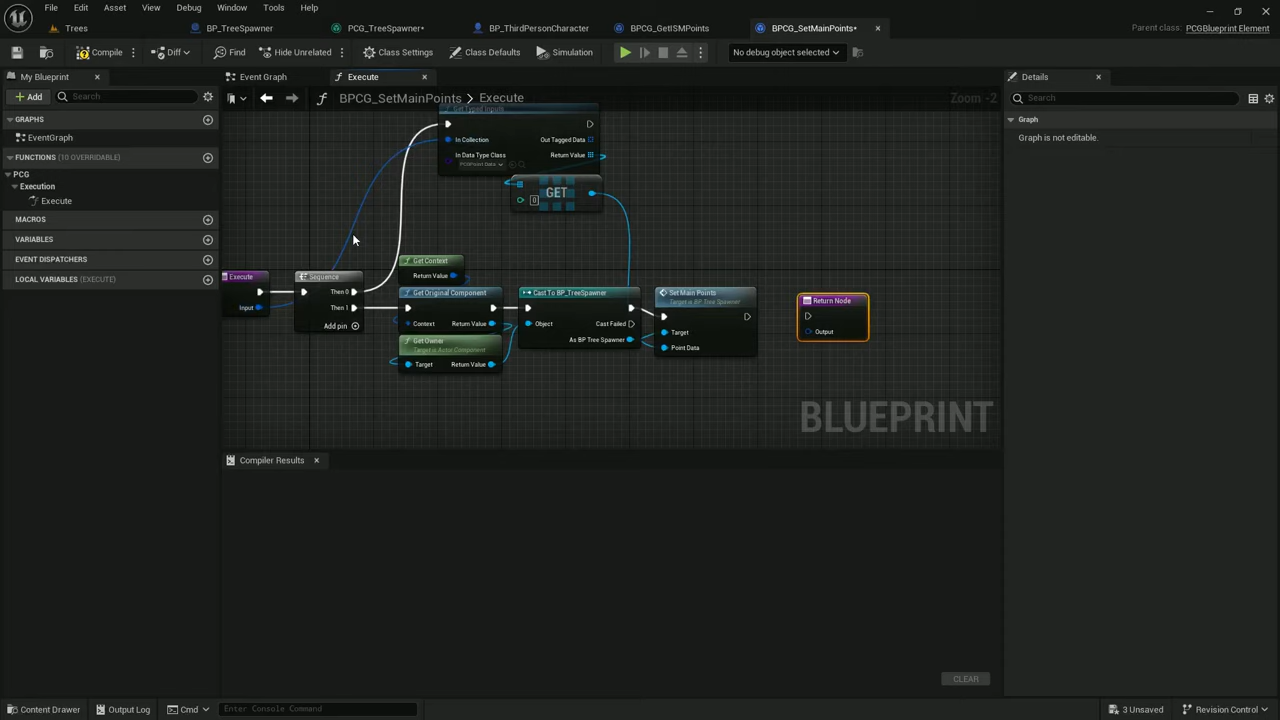 File Edit Asset View Debug Window Tools Help
Trees BP_TreeSpawner PCG_TreeSpawner* BP_ThirdPersonCharacter BPCG_GetISMPoints BPCG_SetMainPoints* Parent class: PCGBlueprint Element
Compile Diff Find Hide Unrelated Class Settings Class Defaults Simulation No debug object selected
My Blueprint Event Graph Execute Details
+ Add Search BPCG_SetMainPoints > Execute Zoom -2 Search
GRAPHS Graph
EventGraph Graph is not editable.
FUNCTIONS (10 OVERRIDABLE)
PCG
Execution
Execute
MACROS
VARIABLES
EVENT DISPATCHERS
LOCAL VARIABLES (EXECUTE)
Get Typed Inputs
In Collection Out Tagged Data
In Data Type Class Return Value
PCGPoint Data
GET
0
Get Context
Return Value
Execute
Input
Sequence
Then 0
Then 1
Add pin
Get Original Component
Context Return Value
Get Owner
Target is Actor Component
Target Return Value
Cast To BP_TreeSpawner
Object Cast Failed
As BP Tree Spawner
Set Main Points
Target is BP Tree Spawner
Target
Point Data
Return Node
Output
BLUEPRINT
Compiler Results
CLEAR
Content Drawer Output Log Cmd Enter Console Command 3 Unsaved Revision Control